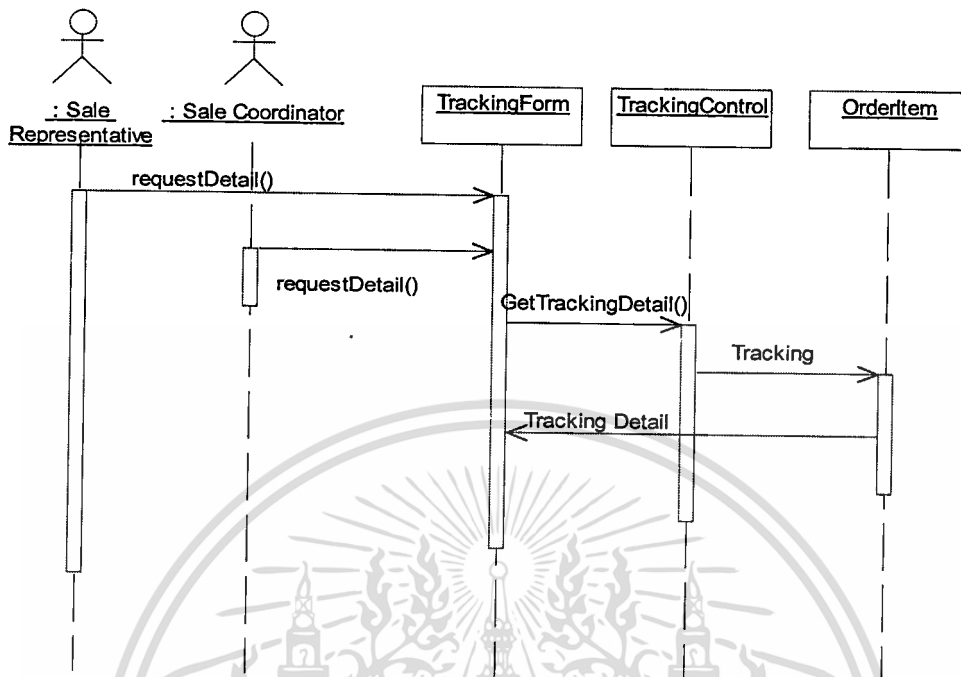 : Sale
Representative
: Sale Coordinator
TrackingForm
TrackingControl
OrderItem
requestDetail()
requestDetail()
GetTrackingDetail()
Tracking
Tracking Detail